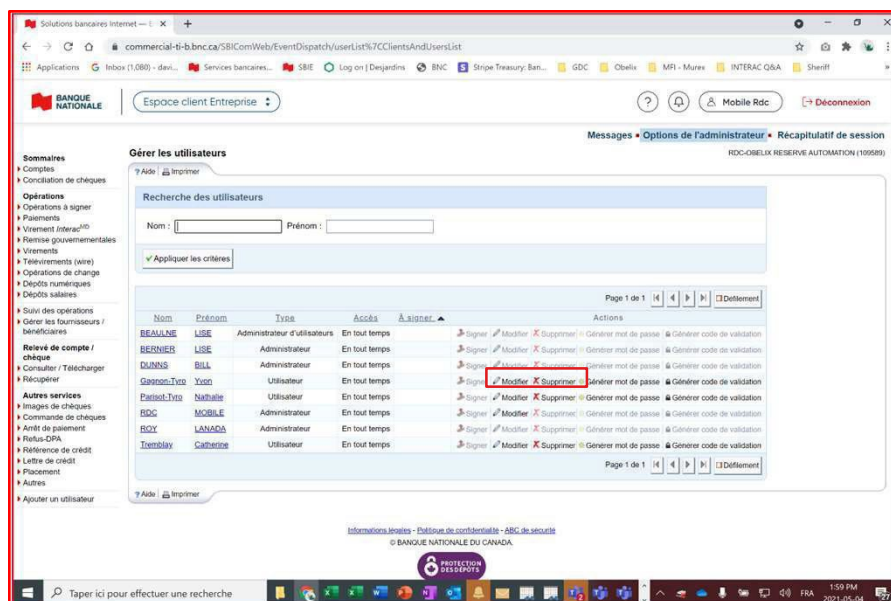 Solutions bancaires Internet — E
commercial-ti-b.bnc.ca/SBIComWeb/EventDispatch/userList%7CClientsAndUsersList
Applications Inbox (1,080) - davi... Services bancaires... SBIE Log on | Desjardins BNC Stripe Treasury: Ban... GDC Obelix MFI - Murex INTERAC Q&A Sheriff »
BANQUE NATIONALE
Espace client Entreprise
? Mobile Rdc Déconnexion
Messages Options de l'administrateur Récapitulatif de session
RDC-OBELIX RESERVE AUTOMATION (109589)
Sommaires
Comptes
Conciliation de chèques
Opérations
Opérations à signer
Paiements
Virement Interac MD
Remise gouvernementales
Virements
Télévirements (wire)
Opérations de change
Dépôts numériques
Dépôts salaires
Suivi des opérations
Gérer les fournisseurs / bénéficiaires
Relevé de compte / chèque
Consulter / Télécharger
Récupérer
Autres services
Images de chèques
Commande de chèques
Arrêt de paiement
Refus-DPA
Référence de crédit
Lettre de crédit
Placement
Autres
Ajouter un utilisateur
Gérer les utilisateurs
? Aide Imprimer
Recherche des utilisateurs
Nom : Prénom :
Appliquer les critères
Page 1 de 1 Défilement
Nom Prénom Type Accès À signer Actions
BEAULNE LISE Administrateur d'utilisateurs En tout temps Signer Modifier Supprimer Générer mot de passe Générer code de validation
BERNIER LISE Administrateur En tout temps Signer Modifier Supprimer Générer mot de passe Générer code de validation
DUNNS BILL Administrateur En tout temps Signer Modifier Supprimer Générer mot de passe Générer code de validation
Gagnon-Tyro Yvon Utilisateur En tout temps Signer Modifier Supprimer Générer mot de passe Générer code de validation
Parisot-Tyro Nathalie Utilisateur En tout temps Signer Modifier Supprimer Générer mot de passe Générer code de validation
RDC MOBILE Administrateur En tout temps Signer Modifier Supprimer Générer mot de passe Générer code de validation
ROY LANADA Administrateur En tout temps Signer Modifier Supprimer Générer mot de passe Générer code de validation
Tremblay Catherine Utilisateur En tout temps Signer Modifier Supprimer Générer mot de passe Générer code de validation
Page 1 de 1 Défilement
? Aide Imprimer
Informations légales - Politique de confidentialité - ABC de sécurité
© BANQUE NATIONALE DU CANADA.
PROTECTION DES DÉPÔTS
Taper ici pour effectuer une recherche
FRA 1:59 PM
2021-05-04
27